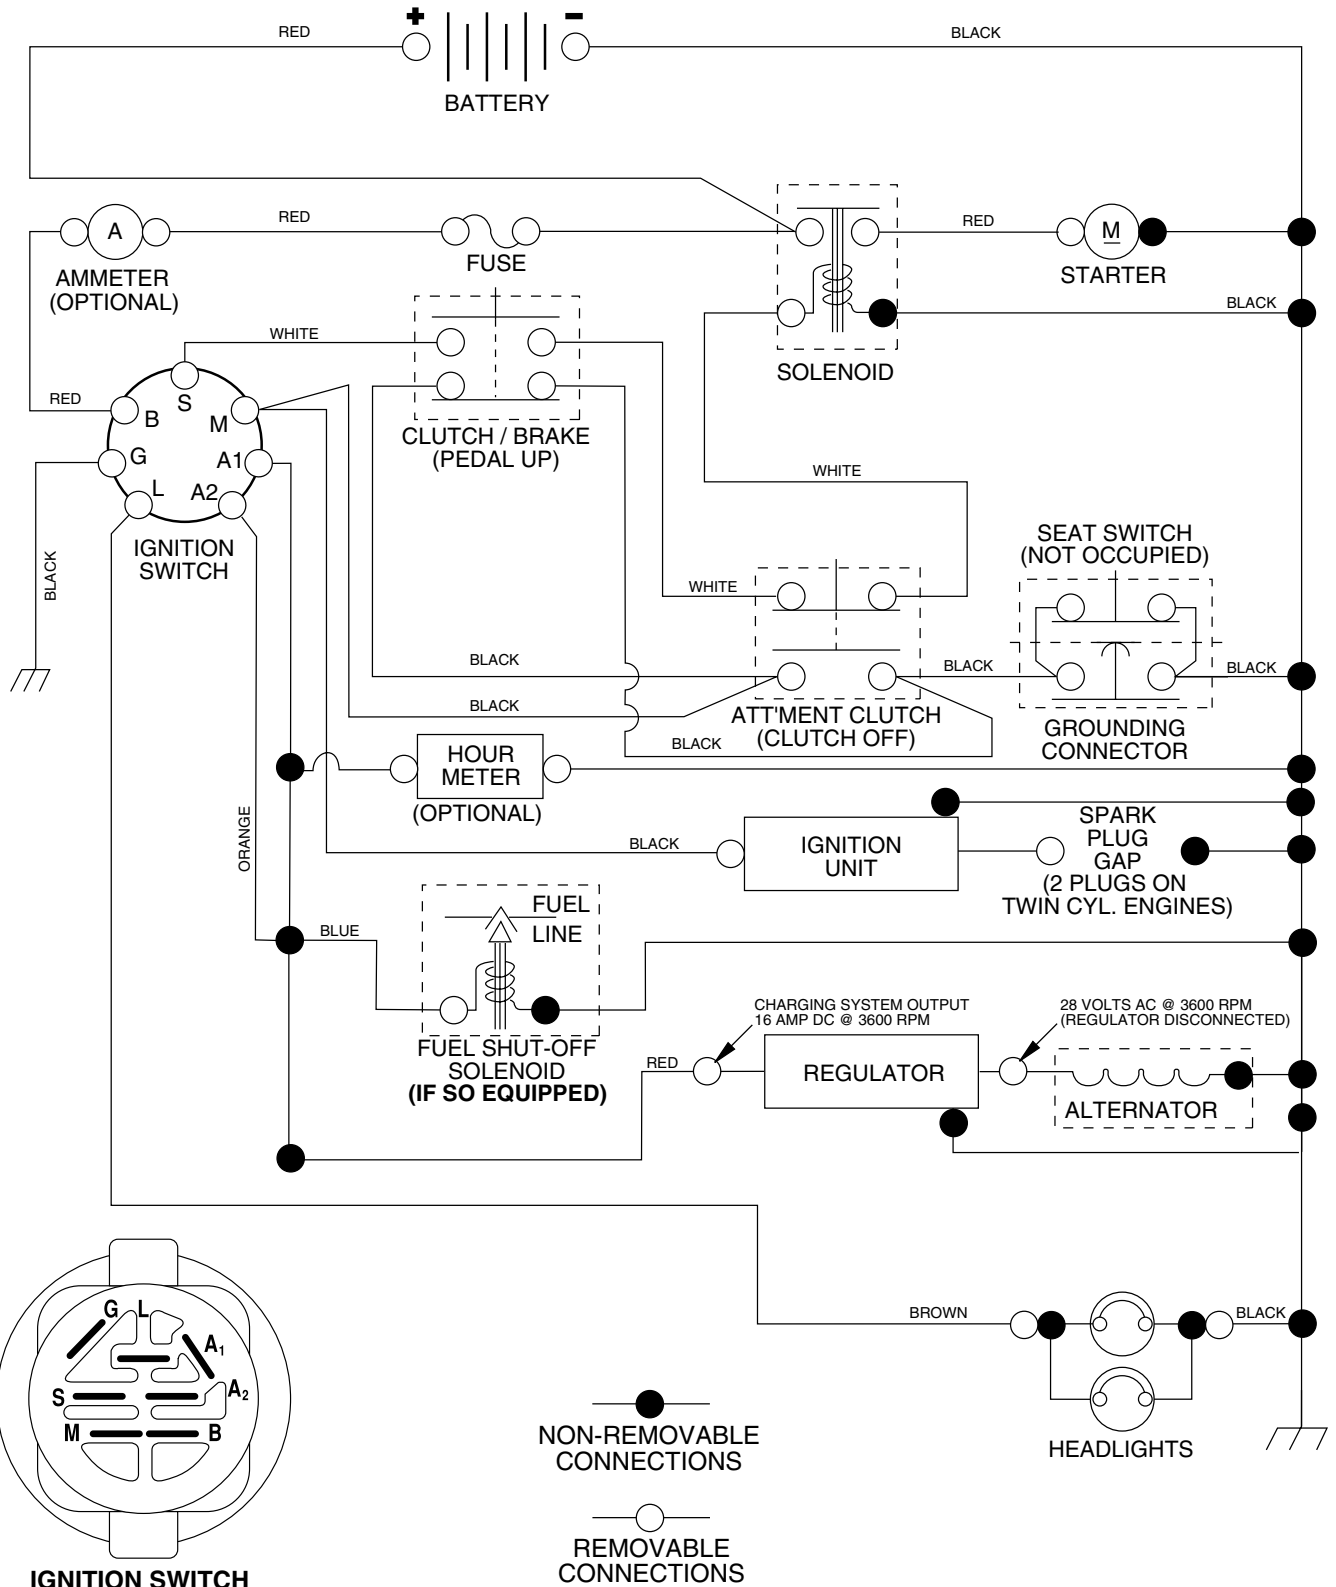 + -
RED
BLACK
BATTERY
RED
RED
A
M
FUSE
STARTER
AMMETER
(OPTIONAL)
BLACK
WHITE
SOLENOID
RED
S
B
M
CLUTCH / BRAKE
(PEDAL UP)
G
A1
L
A2
WHITE
IGNITION
SWITCH
SEAT SWITCH
(NOT OCCUPIED)
BLACK
WHITE
BLACK
BLACK
BLACK
BLACK
ATT'MENT CLUTCH
(CLUTCH OFF)
BLACK
GROUNDING
CONNECTOR
HOUR
METER
(OPTIONAL)
ORANGE
BLACK
IGNITION
UNIT
SPARK
PLUG
GAP
(2 PLUGS ON
TWIN CYL. ENGINES)
FUEL
LINE
BLUE
CHARGING SYSTEM OUTPUT
16 AMP DC @ 3600 RPM
28 VOLTS AC @ 3600 RPM
(REGULATOR DISCONNECTED)
FUEL SHUT-OFF
SOLENOID
(IF SO EQUIPPED)
RED
REGULATOR
ALTERNATOR
G L
A1
S
A2
M
B
IGNITION SWITCH
BROWN
BLACK
HEADLIGHTS
NON-REMOVABLE
CONNECTIONS
REMOVABLE
CONNECTIONS